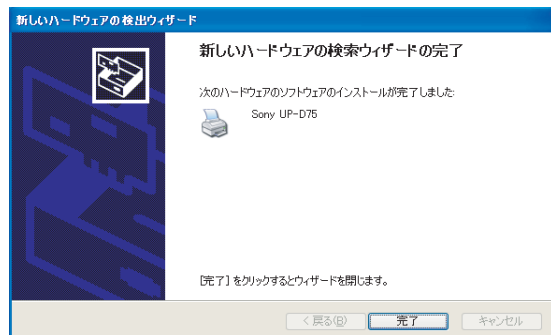 新しいハードウェアの検出ウィザード
新しいハードウェアの検索ウィザードの完了
次のハードウェアのソフトウェアのインストールが完了しました:
Sony UP-D75
[完了] をクリックするとウィザードを閉じます。
< 戻る(B)
完了
キャンセル